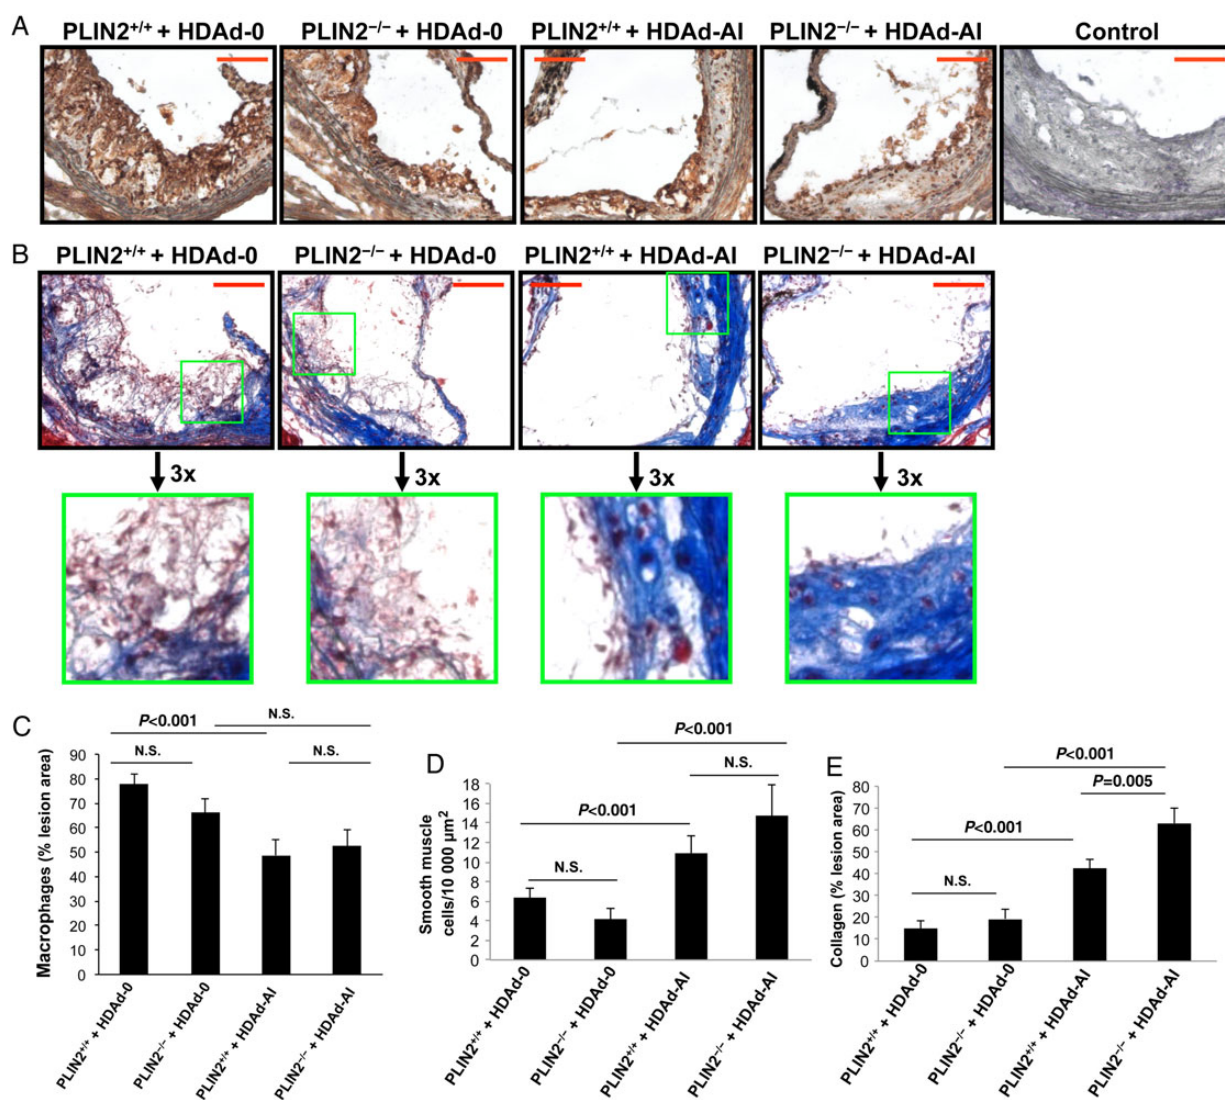 A
PLIN2⁺/⁺ + HDAd-0
PLIN2⁻/⁻ + HDAd-0
PLIN2⁺/⁺ + HDAd-AI
PLIN2⁻/⁻ + HDAd-AI
Control
B
PLIN2⁺/⁺ + HDAd-0
PLIN2⁻/⁻ + HDAd-0
PLIN2⁺/⁺ + HDAd-AI
PLIN2⁻/⁻ + HDAd-AI
3x
3x
3x
3x
C
N.S.
P<0.001
N.S.
N.S.
Macrophages (% lesion area)
90
80
70
60
50
40
30
20
10
0
PLIN2⁺/⁺ + HDAd-0
PLIN2⁻/⁻ + HDAd-0
PLIN2⁺/⁺ + HDAd-AI
PLIN2⁻/⁻ + HDAd-AI
D
P<0.001
N.S.
P<0.001
N.S.
Smooth muscle
cells/10 000 µm²
18
16
14
12
10
8
6
4
2
0
PLIN2⁺/⁺ + HDAd-0
PLIN2⁻/⁻ + HDAd-0
PLIN2⁺/⁺ + HDAd-AI
PLIN2⁻/⁻ + HDAd-AI
E
P<0.001
P=0.005
P<0.001
N.S.
Collagen (% lesion area)
80
70
60
50
40
30
20
10
0
PLIN2⁺/⁺ + HDAd-0
PLIN2⁻/⁻ + HDAd-0
PLIN2⁺/⁺ + HDAd-AI
PLIN2⁻/⁻ + HDAd-AI